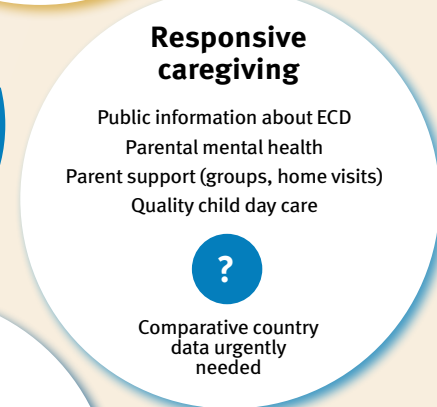 Responsive
caregiving
Public information about ECD
Parental mental health
Parent support (groups, home visits)
Quality child day care
?
Comparative country
data urgently
needed